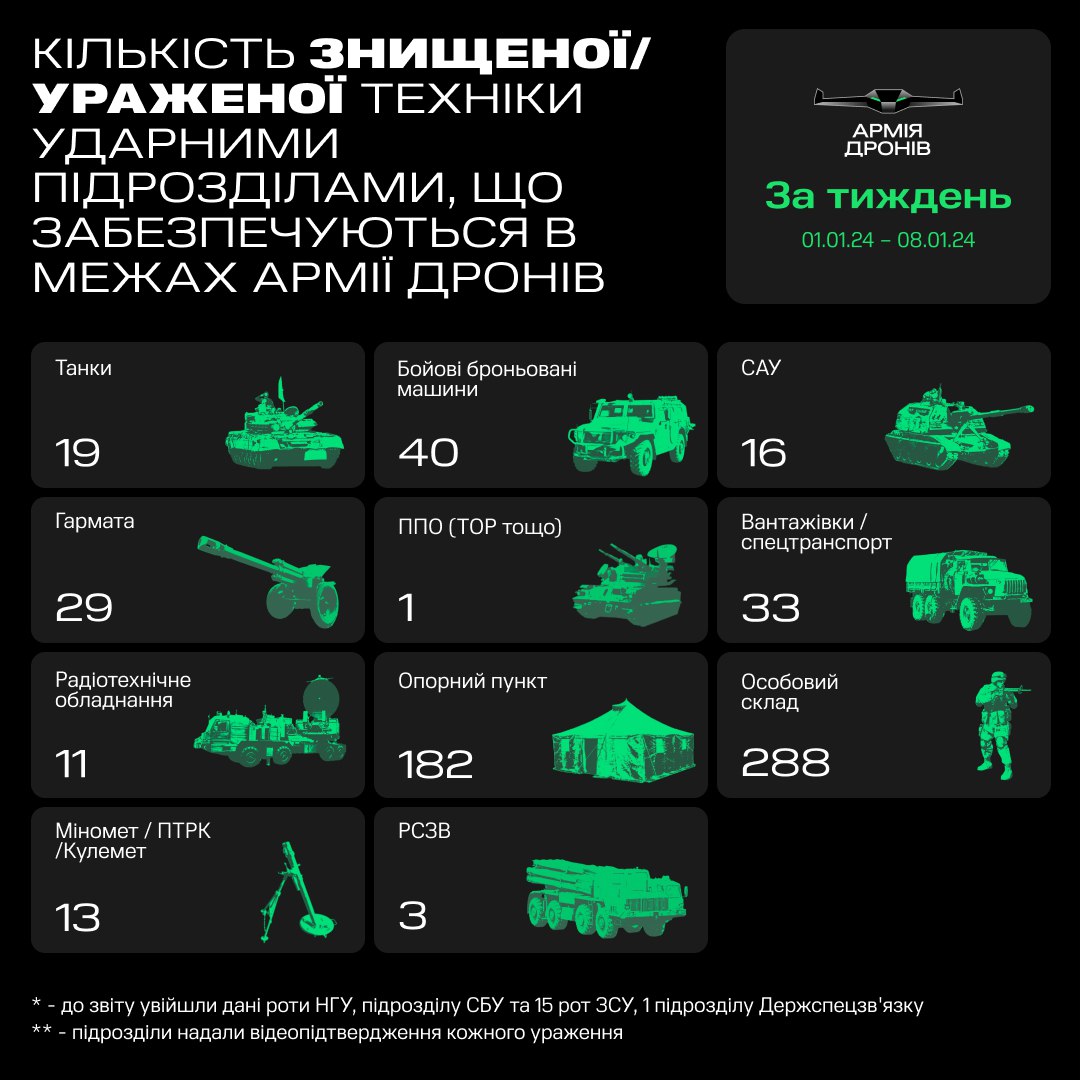 КІЛЬКІСТЬ ЗНИЩЕНОЇ/
УРАЖЕНОЇ ТЕХНІКИ
УДАРНИМИ
ПІДРОЗДІЛАМИ, ЩО
ЗАБЕЗПЕЧУЮТЬСЯ В
МЕЖАХ АРМІЇ ДРОНІВ
АРМІЯ
ДРОНІВ
За тиждень
01.01.24 – 08.01.24
Танки
19
Бойові броньовані
машини
40
САУ
16
Гармата
29
ППО (ТОР тощо)
1
Вантажівки /
спецтранспорт
33
Радіотехнічне
обладнання
11
Опорний пункт
182
Особовий
склад
288
Міномет / ПТРК
/Кулемет
13
РСЗВ
3
* - до звіту увійшли дані роти НГУ, підрозділу СБУ та 15 рот ЗСУ, 1 підрозділу Держспецзв'язку
** - підрозділи надали відеопідтвердження кожного ураження